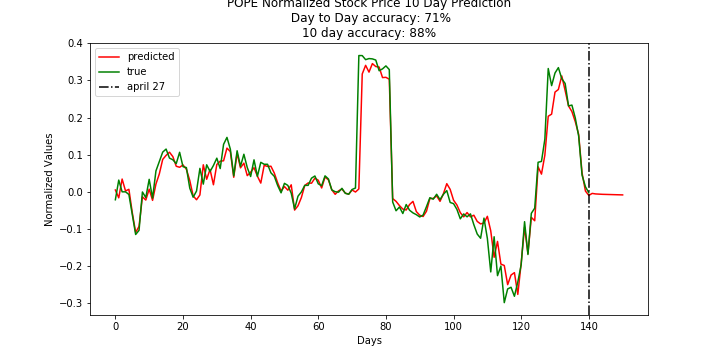 POPE Normalized Stock Price 10 Day Prediction
Day to Day accuracy: 71%
10 day accuracy: 88%
predicted
true
april 27
Normalized Values
0.4
0.3
0.2
0.1
0.0
−0.1
−0.2
−0.3
0 20 40 60 80 100 120 140
Days